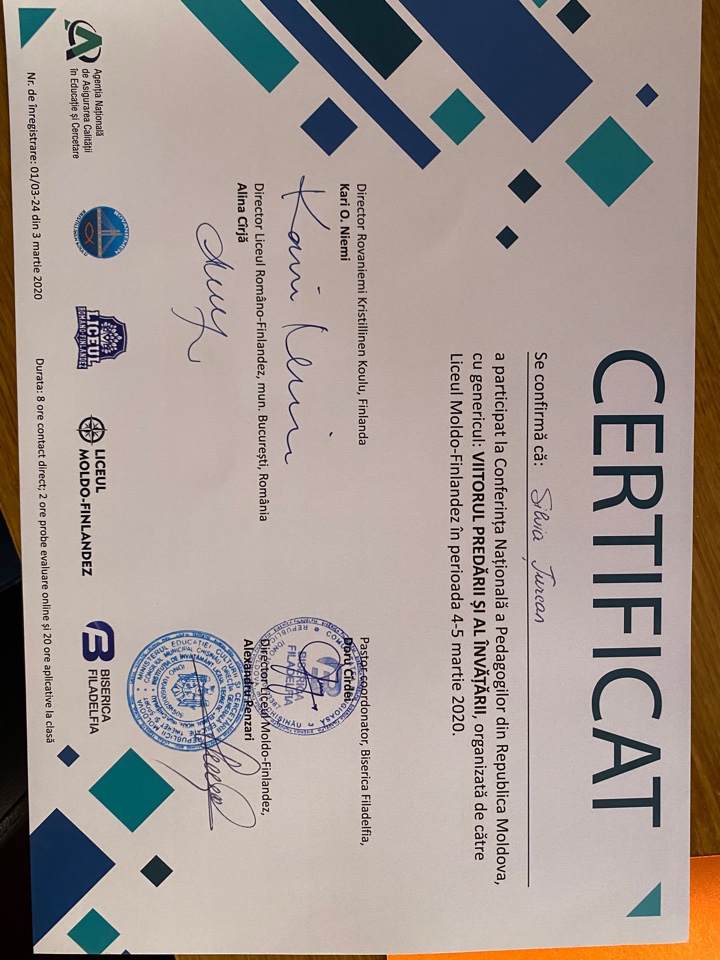 CERTIFICAT
Se confirmă că: Silvia Țurcan
a participat la Conferința Națională a Pedagogilor din Republica Moldova,
cu genericul: VIITORUL PREDĂRII ȘI AL ÎNVĂȚĂRII, organizată de către
Liceul Moldo-Finlandez în perioada 4-5 martie 2020.
Director Rovaniemi Kristillinen Koulu, Finlanda
Kari O. Niemi
Kari Niemi
Director Liceul Româno-Finlandez, mun. București, România
Alina Cîrjă
Pastor coordonator, Biserica Filadelfia,
Doru Cîrdei
BISERICA
FILADELFIA
Director Liceul Moldo-Finlandez,
Alexandru Penzari
Agenția Națională
de Asigurarea Calității
în Educație și Cercetare
ROVANIEMEN
KRISTILLINEN KOULU
LICEUL
ROMÂNO-FINLANDEZ
LICEUL
MOLDO-FINLANDEZ
BISERICA
FILADELFIA
Nr. de înregistrare: 01/03-24 din 3 martie 2020
Durata: 8 ore contact direct; 2 ore probe evaluare online și 20 ore aplicative la clasă